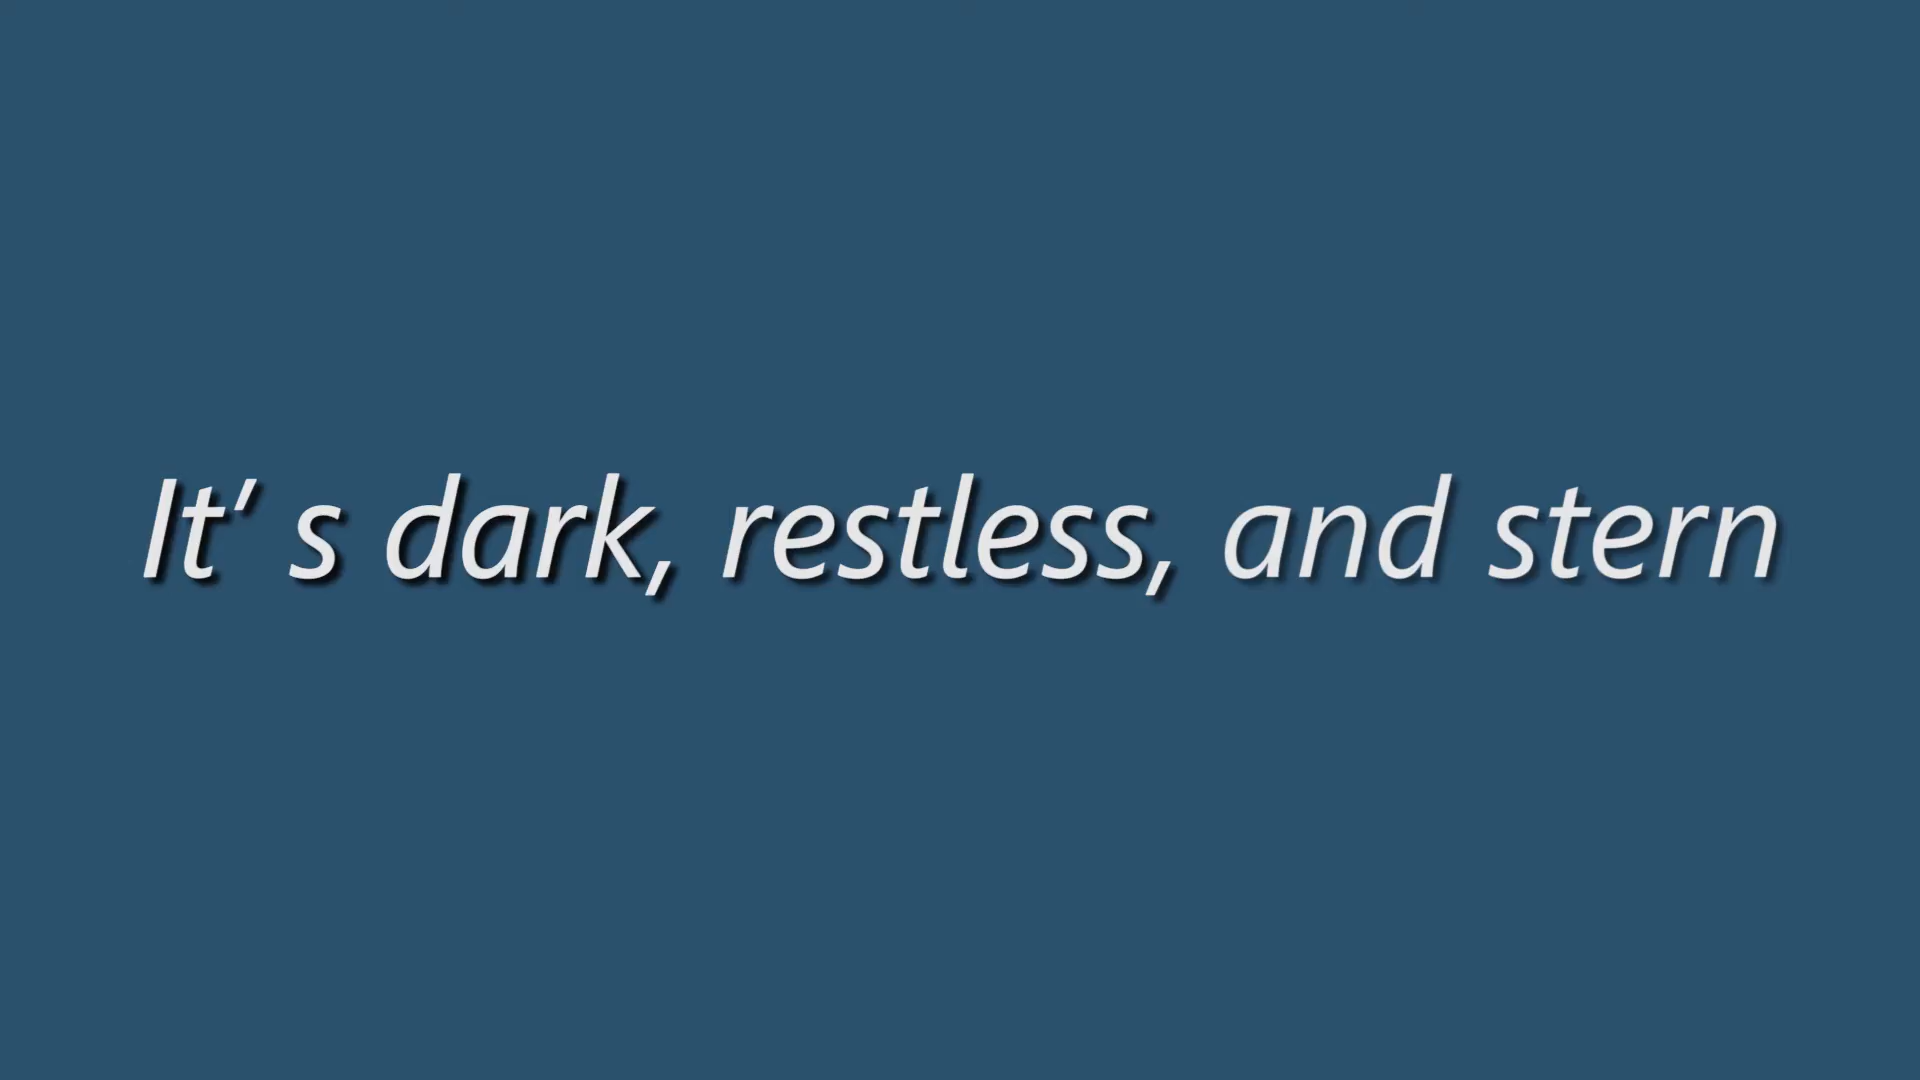 It’ s dark, restless, and stern